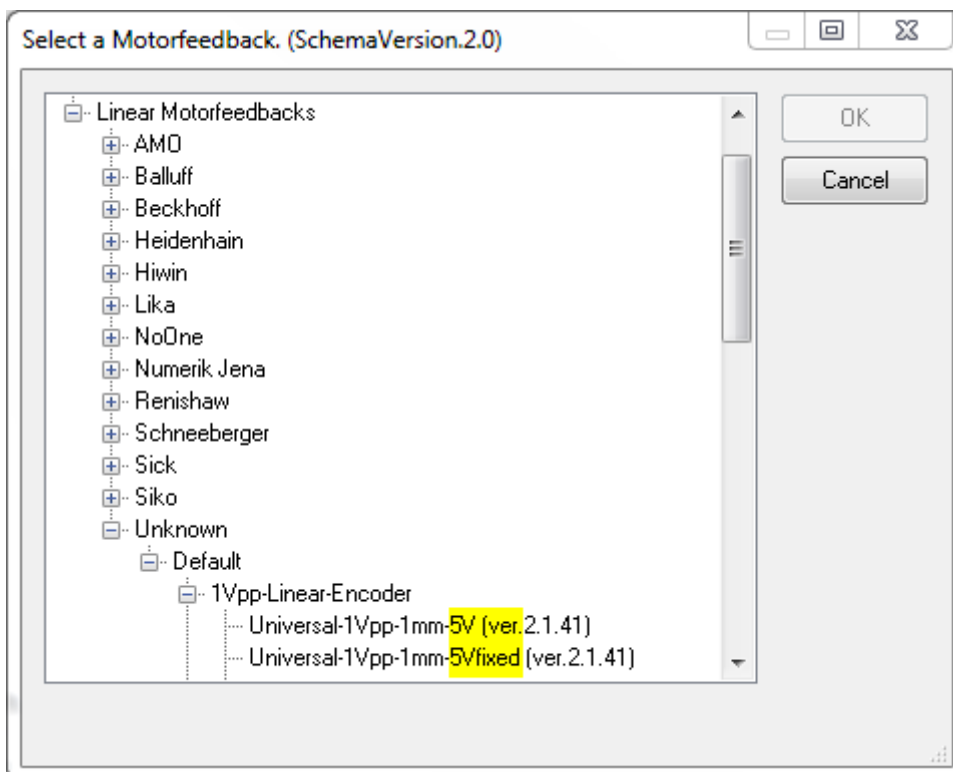 Select a Motorfeedback. (SchemaVersion.2.0)
Linear Motorfeedbacks
OK
AMO
Balluff
Cancel
Beckhoff
Heidenhain
Hiwin
Lika
NoOne
Numerik Jena
Renishaw
Schneeberger
Sick
Siko
Unknown
Default
1Vpp-Linear-Encoder
Universal-1Vpp-1mm-5V (ver.2.1.41)
Universal-1Vpp-1mm-5Vfixed (ver.2.1.41)